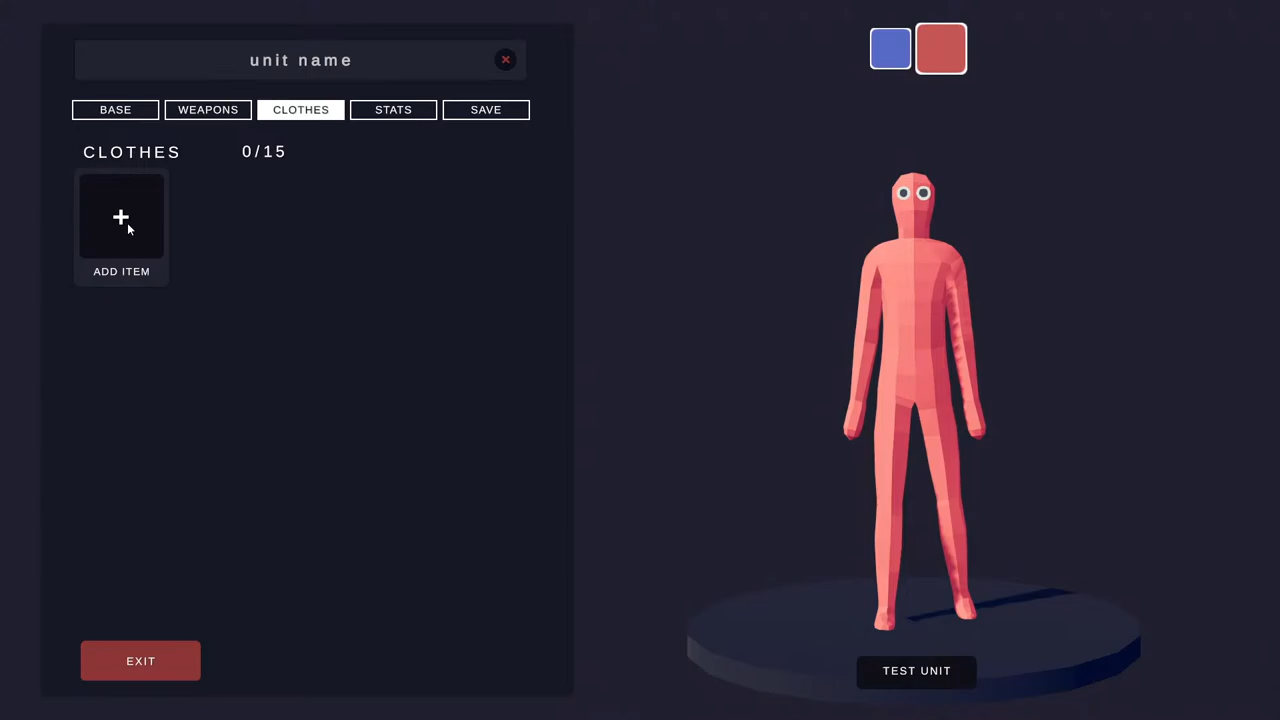 unit name
BASE WEAPONS CLOTHES STATS SAVE
CLOTHES 0/15
ADD ITEM
EXIT
TEST UNIT